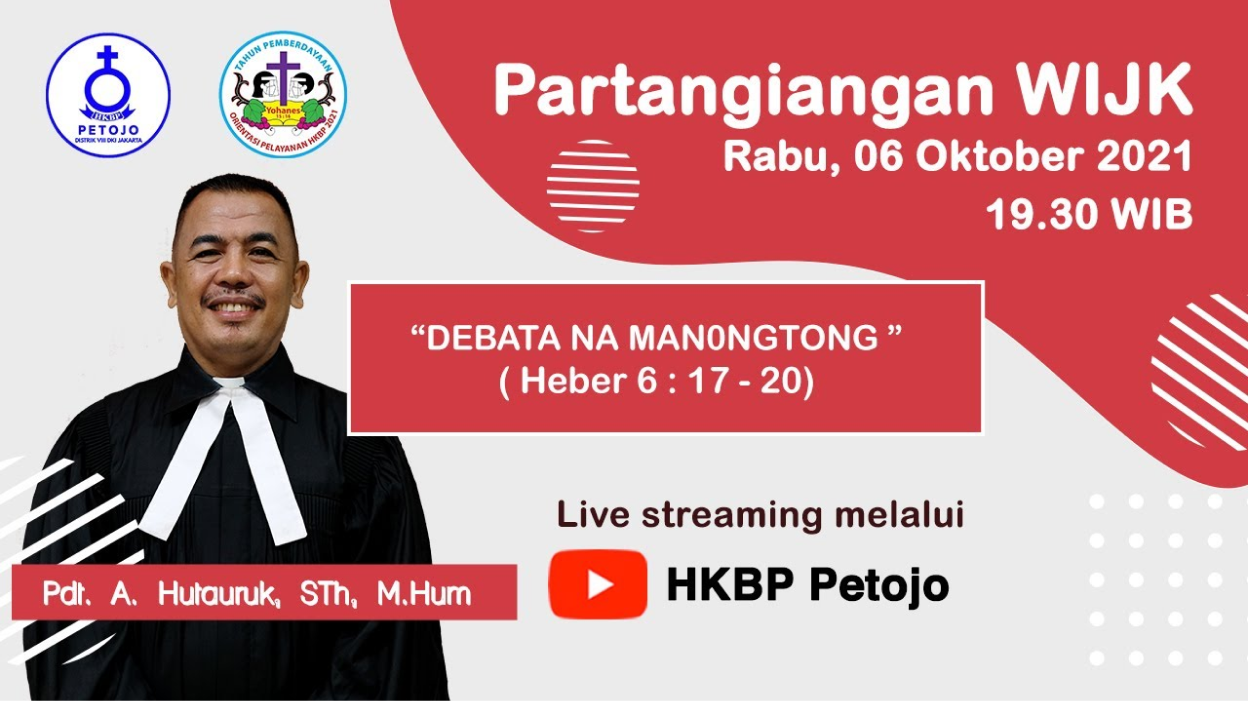 HKBP
PETOJO
DISTRIK VIII DKI JAKARTA
TAHUN PEMBERDAYAAN
Yohanes
15 : 16
ORIENTASI PELAYANAN HKBP 2021
Partangiangan WIJK
Rabu, 06 Oktober 2021
19.30 WIB
“DEBATA NA MAN0NGTONG ”
( Heber 6 : 17 - 20)
Live streaming melalui
HKBP Petojo
Pdt. A. Hutauruk, STh, M.Hum